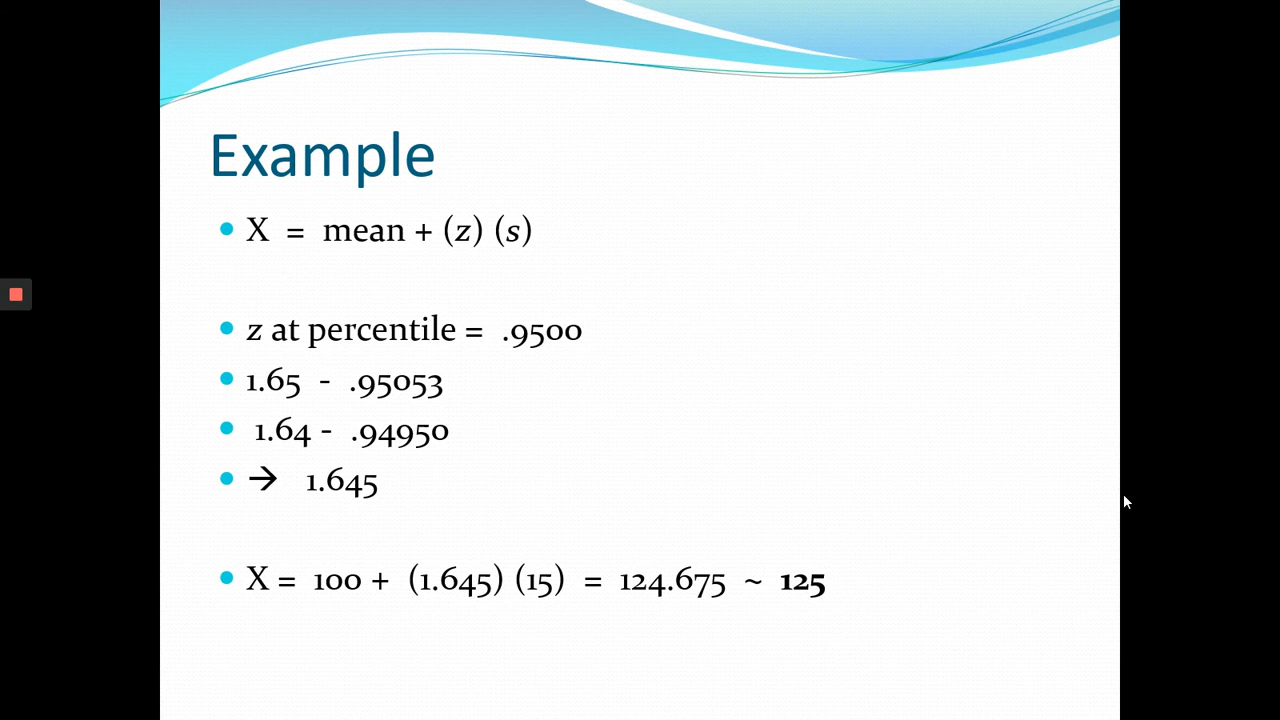 Example
• X = mean + (z) (s)
• z at percentile = .9500
• 1.65 - .95053
• 1.64 - .94950
• → 1.645
• X = 100 + (1.645) (15) = 124.675 ~ 125